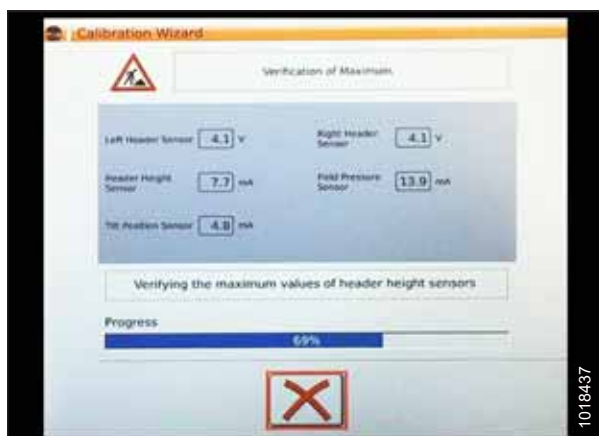 Calibration Wizard
Verification of Maximum
Left Header Sensor 4.1 V
Right Header Sensor 4.1 V
Header Height Sensor 7.7 mA
Field Pressure Sensor 13.9 mA
Tilt Position Sensor 4.8 mA
Verifying the maximum values of header height sensors
Progress
69%
1018437